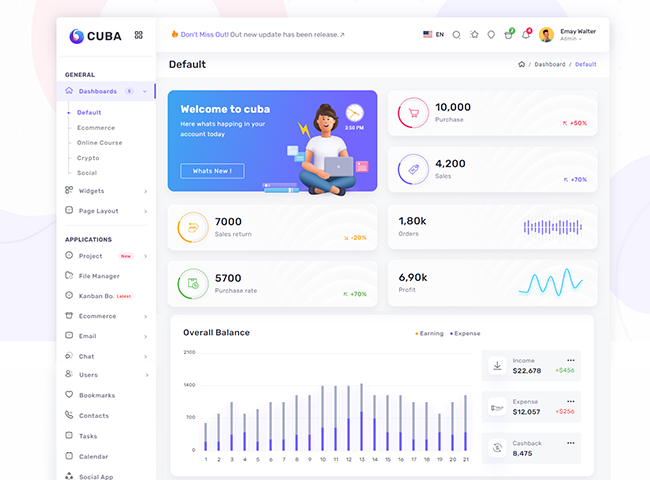 CUBA
🔥 Don't Miss Out! Out new update has been release.
EN
2
4
Emay Walter
Admin
GENERAL
Dashboards 5
Default
Ecommerce
Online Course
Crypto
Social
Widgets
Page Layout
APPLICATIONS
Project New
File Manager
Kanban Bo. Latest
Ecommerce
Email
Chat
Users
Bookmarks
Contacts
Tasks
Calendar
Social App
Default
/ Dashboard / Default
Welcome to cuba
Here whats happing in your
account today
Whats New !
3:50 PM
10,000
Purchase
+50%
4,200
Sales
+70%
7000
Sales return
-20%
1,80k
Orders
5700
Purchase rate
+70%
6,90k
Profit
Overall Balance
Earning Expense
2100
1400
700
0
1 2 3 4 5 6 7 8 9 10 11 12 13 14 15 16 17 18 19 20 21
Income
$22,678 +$456
Expense
$12,057 +$256
Cashback
8,475